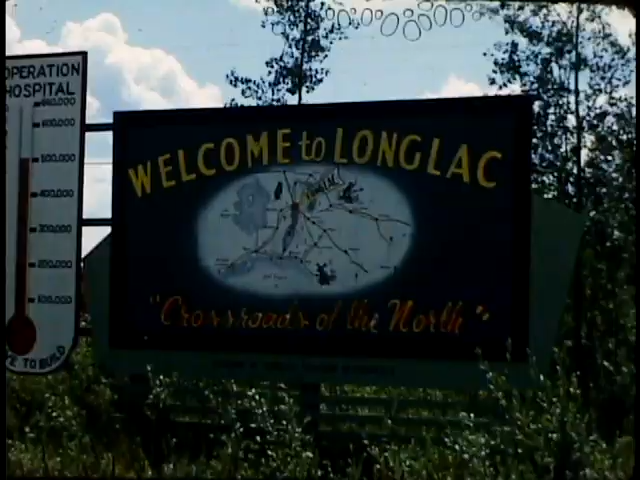 OPERATION
HOSPITAL
600,000
500,000
400,000
300,000
200,000
100,000
TO BUILD
WELCOME to LONGLAC
LONGLAC
"Crossroads of the North"